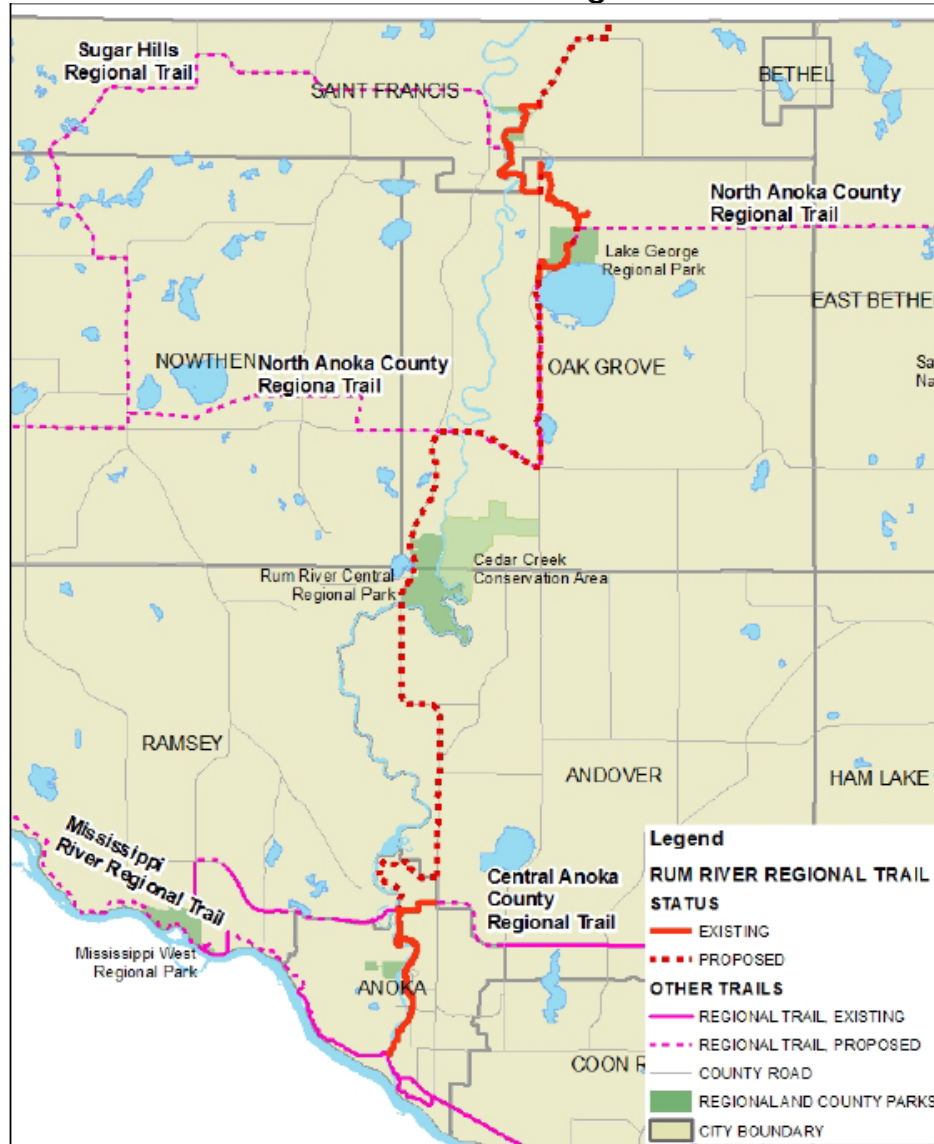 Sugar Hills
Regional Trail
SAINT FRANCIS
BETHEL
North Anoka County
Regional Trail
Lake George
Regional Park
EAST BETHE
NOWTHEN
North Anoka County
Regiona Trail
OAK GROVE
Sa
Na
Rum River Central
Regional Park
Cedar Creek
Conservation Area
RAMSEY
ANDOVER
HAM LAKE
Mississippi
River Regional Trail
Central Anoka
County
Regional Trail
Mississippi West
Regional Park
ANOKA
COON R
Legend
RUM RIVER REGIONAL TRAIL
STATUS
EXISTING
PROPOSED
OTHER TRAILS
REGIONAL TRAIL, EXISTING
REGIONAL TRAIL, PROPOSED
COUNTY ROAD
REGIONAL AND COUNTY PARKS
CITY BOUNDARY